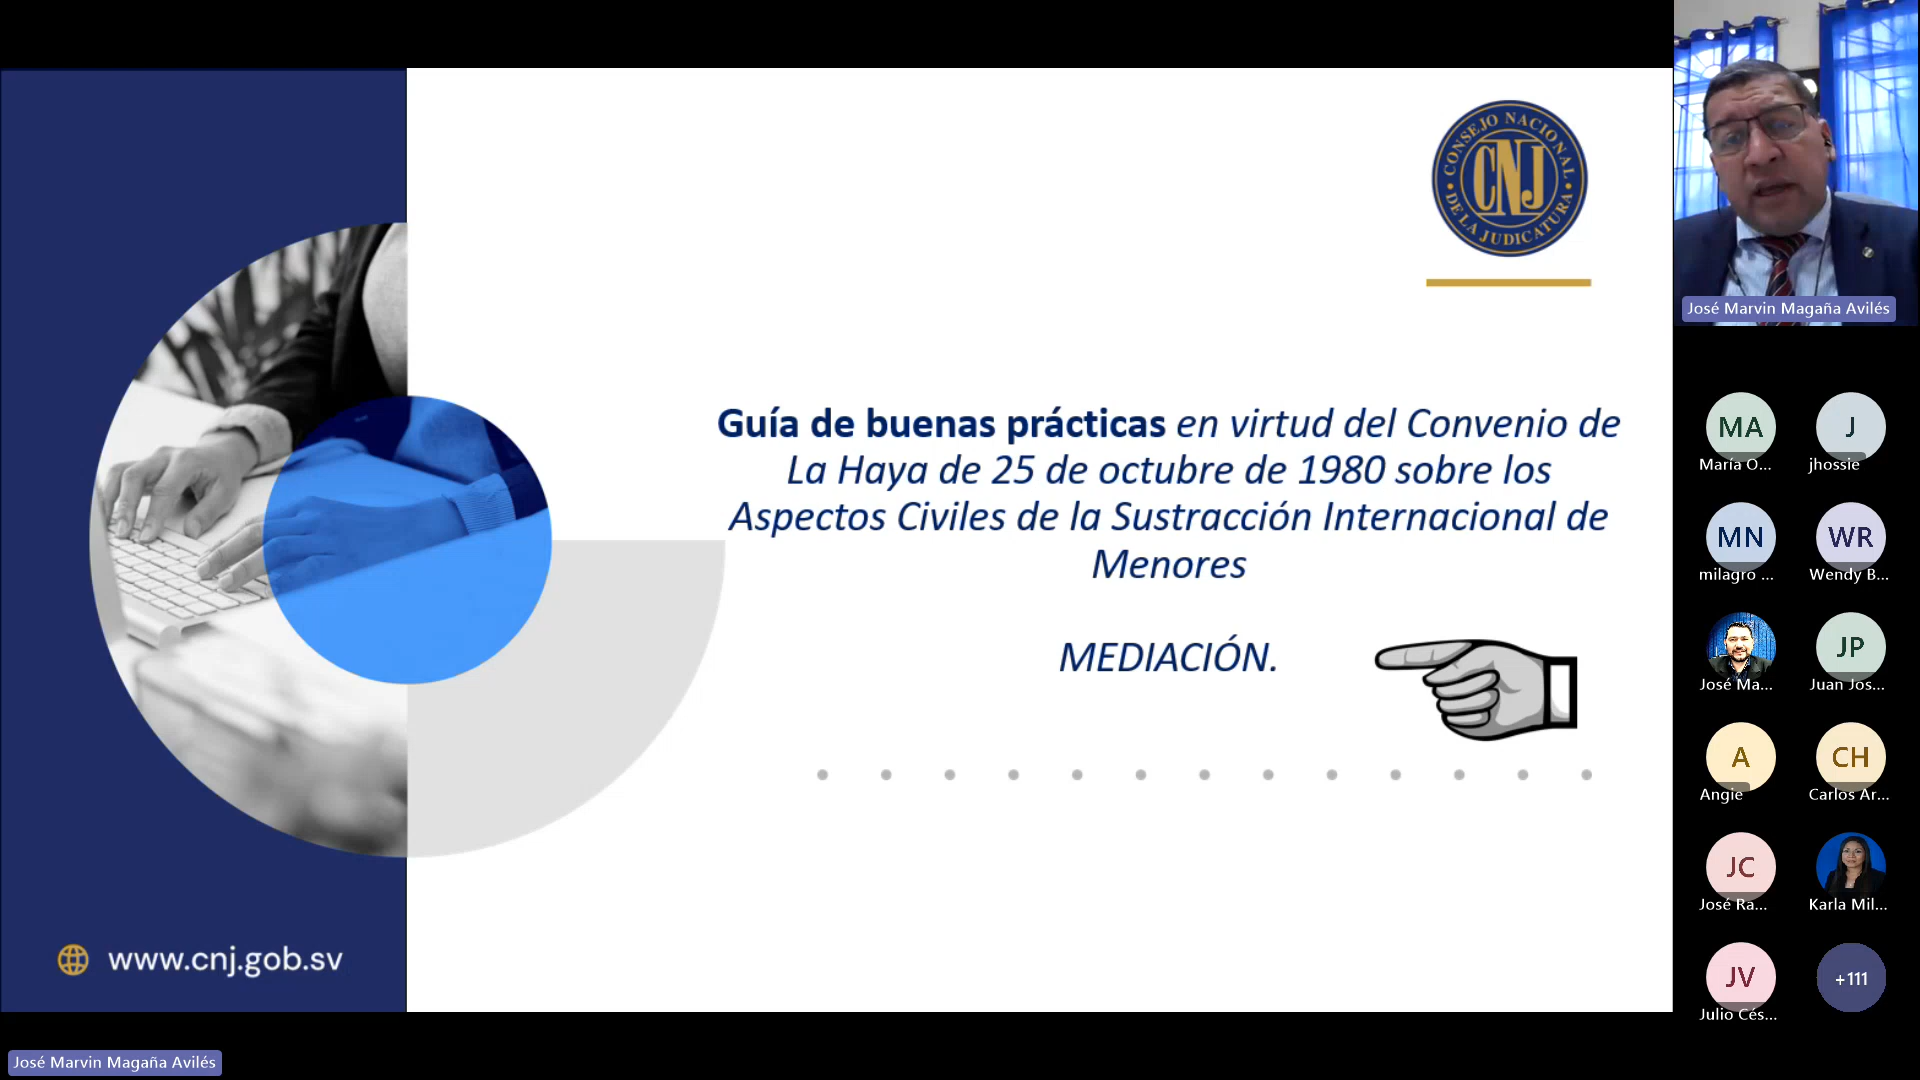 CONSEJO NACIONAL
DE LA JUDICATURA
CNJ
Guía de buenas prácticas en virtud del Convenio de
La Haya de 25 de octubre de 1980 sobre los
Aspectos Civiles de la Sustracción Internacional de
Menores
MEDIACIÓN.
www.cnj.gob.sv
José Marvin Magaña Avilés
José Marvin Magaña Avilés
MA
María O...
J
jhossie
MN
milagro ...
WR
Wendy B...
José Ma...
JP
Juan Jos...
A
Angie
CH
Carlos Ar...
JC
José Ra...
Karla Mil...
JV
Julio Cés...
+111